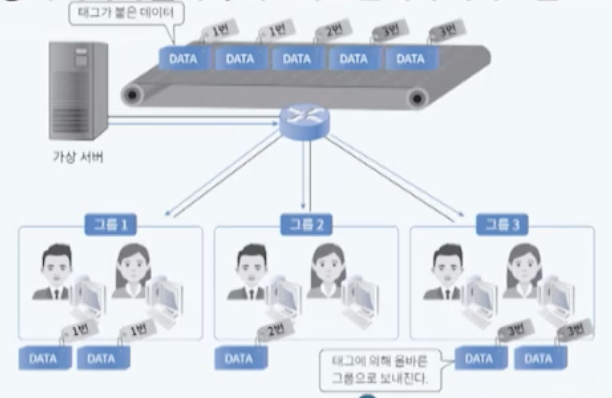 태그가 붙은 데이터
1번 1번 2번 3번 3번
DATA DATA DATA DATA DATA
가상 서버
그룹 1 그룹 2 그룹 3
1번 1번 2번 3번 3번
DATA DATA DATA DATA DATA
태그에 의해 올바른
그룹으로 보내진다.